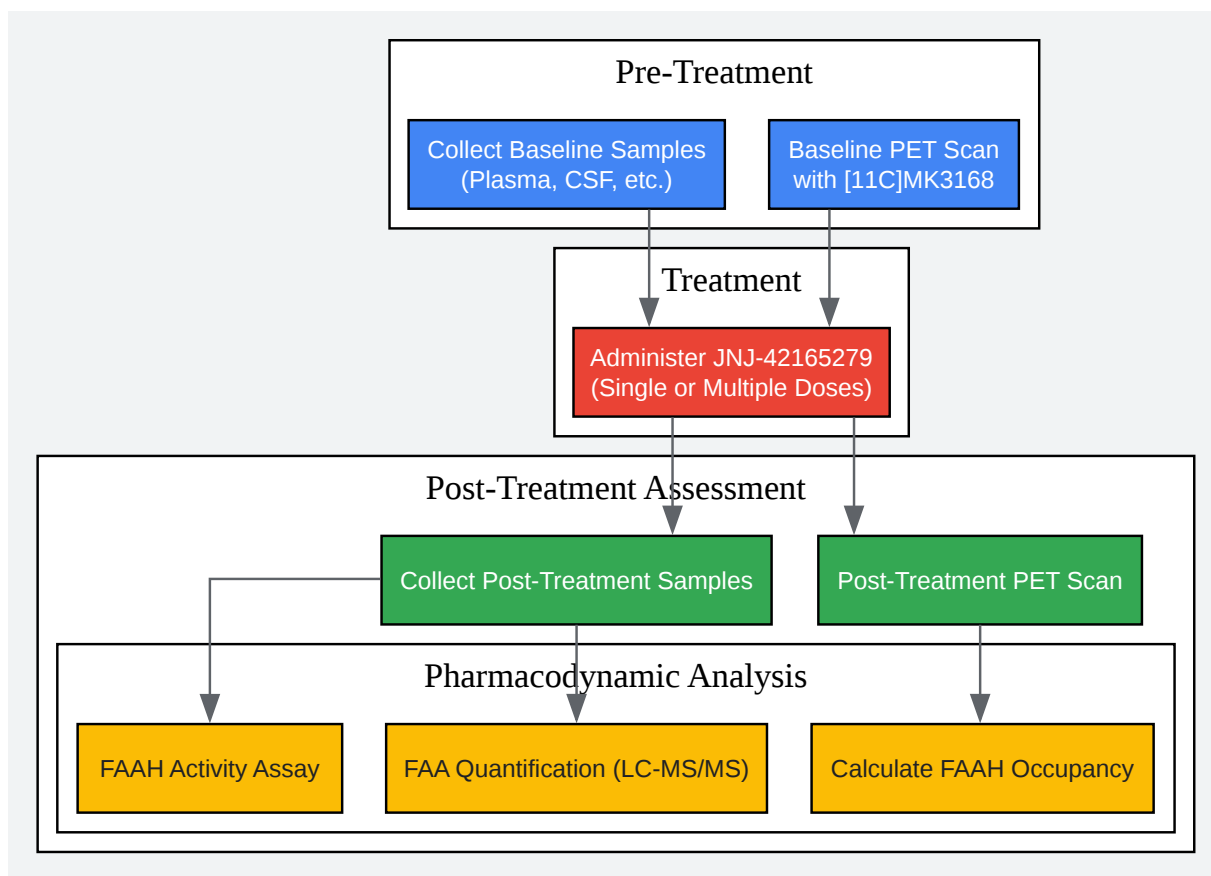 Pre-Treatment
Collect Baseline Samples
(Plasma, CSF, etc.)
Baseline PET Scan
with [11C]MK3168
Treatment
Administer JNJ-42165279
(Single or Multiple Doses)
Post-Treatment Assessment
Collect Post-Treatment Samples
Post-Treatment PET Scan
Pharmacodynamic Analysis
FAAH Activity Assay
FAA Quantification (LC-MS/MS)
Calculate FAAH Occupancy